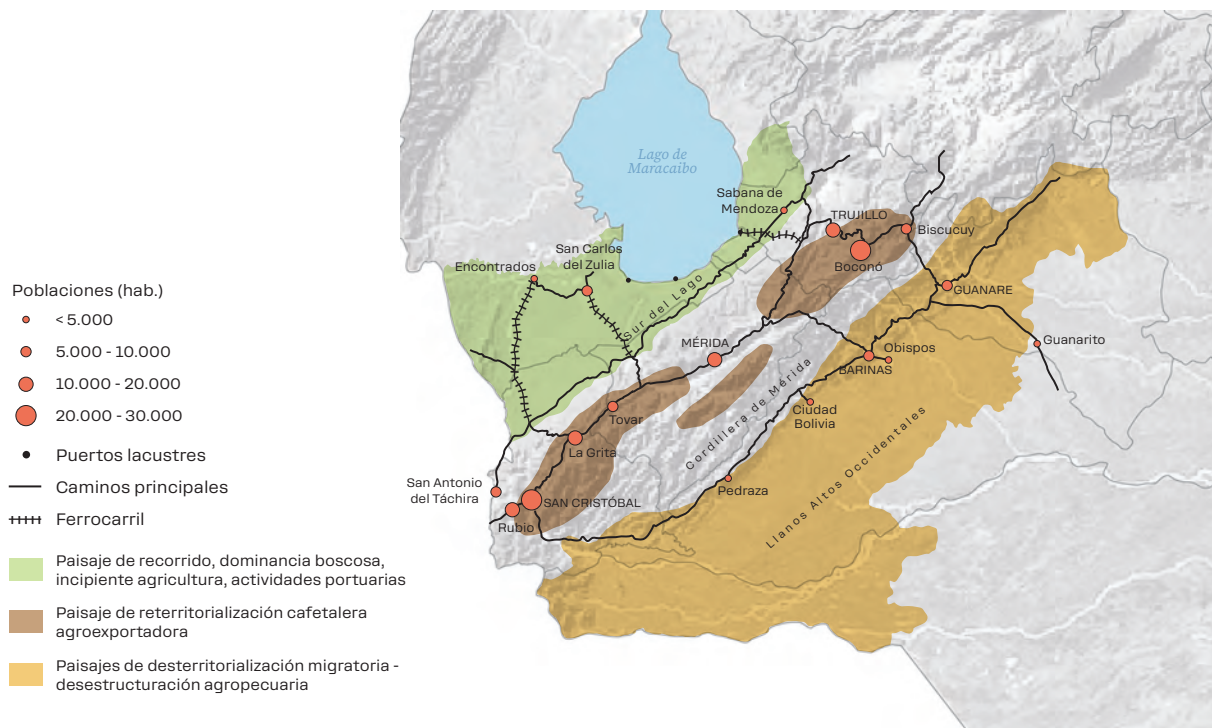 Poblaciones (hab.)
< 5.000
5.000 - 10.000
10.000 - 20.000
20.000 - 30.000
Puertos lacustres
Caminos principales
Ferrocarril
Paisaje de recorrido, dominancia boscosa,
incipiente agricultura, actividades portuarias
Paisaje de reterritorialización cafetalera
agroexportadora
Paisajes de desterritorialización migratoria -
desestructuración agropecuaria
Lago de
Maracaibo
Sabana de
Mendoza
TRUJILLO
Biscucuy
Boconó
San Carlos
del Zulia
Encontrados
GUANARE
Sur del Lago
Guanarito
MÉRIDA
Obispos
BARINAS
Cordillera de Mérida
Ciudad
Bolivia
Tovar
La Grita
Llanos Altos Occidentales
San Antonio
del Táchira
Pedraza
SAN CRISTÓBAL
Rubio